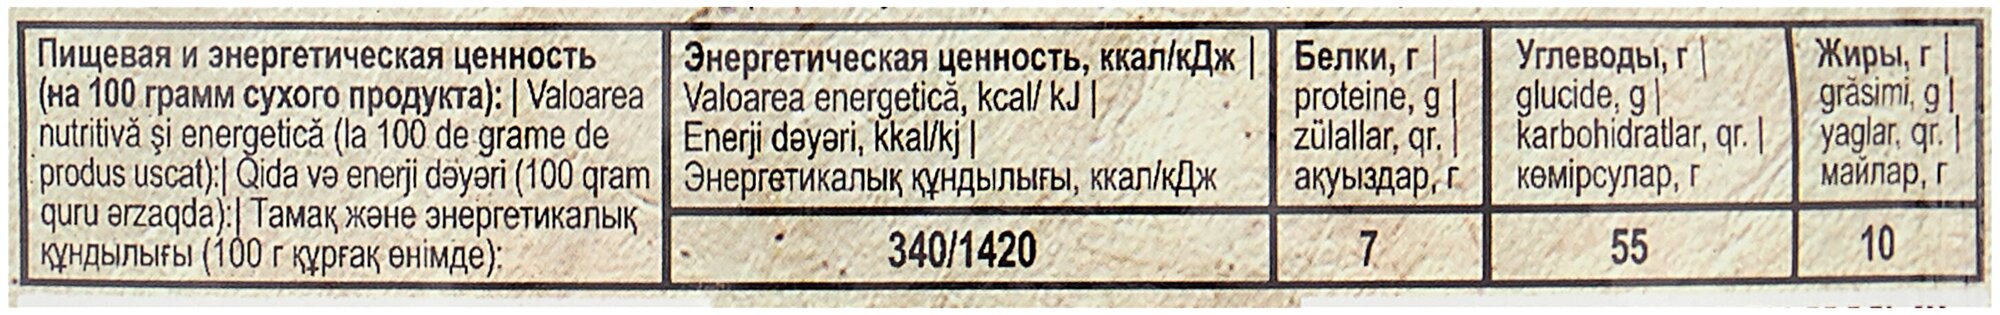 Пищевая и энергетическая ценность
(на 100 грамм сухого продукта): | Valoarea
nutritivă şi energetică (la 100 de grame de
produs uscat):| Qida və enerji dəyəri (100 qram
quru ərzaqda):| Тамақ және энергетикалық
құндылығы (100 г құрғақ өнімде):
Энергетическая ценность, ккал/кДж |
Valoarea energetică, kcal/ kJ |
Enerji dəyəri, kkal/kj |
Энергетикалық құндылығы, ккал/кДж
340/1420
Белки, г |
proteine, g |
zülallar, qr. |
ақуыздар, г
7
Углеводы, г |
glucide, g |
karbohidratlar, qr. |
көмірсулар, г
55
Жиры, г |
grăsimi, g |
yaglar, qr. |
майлар, г
10